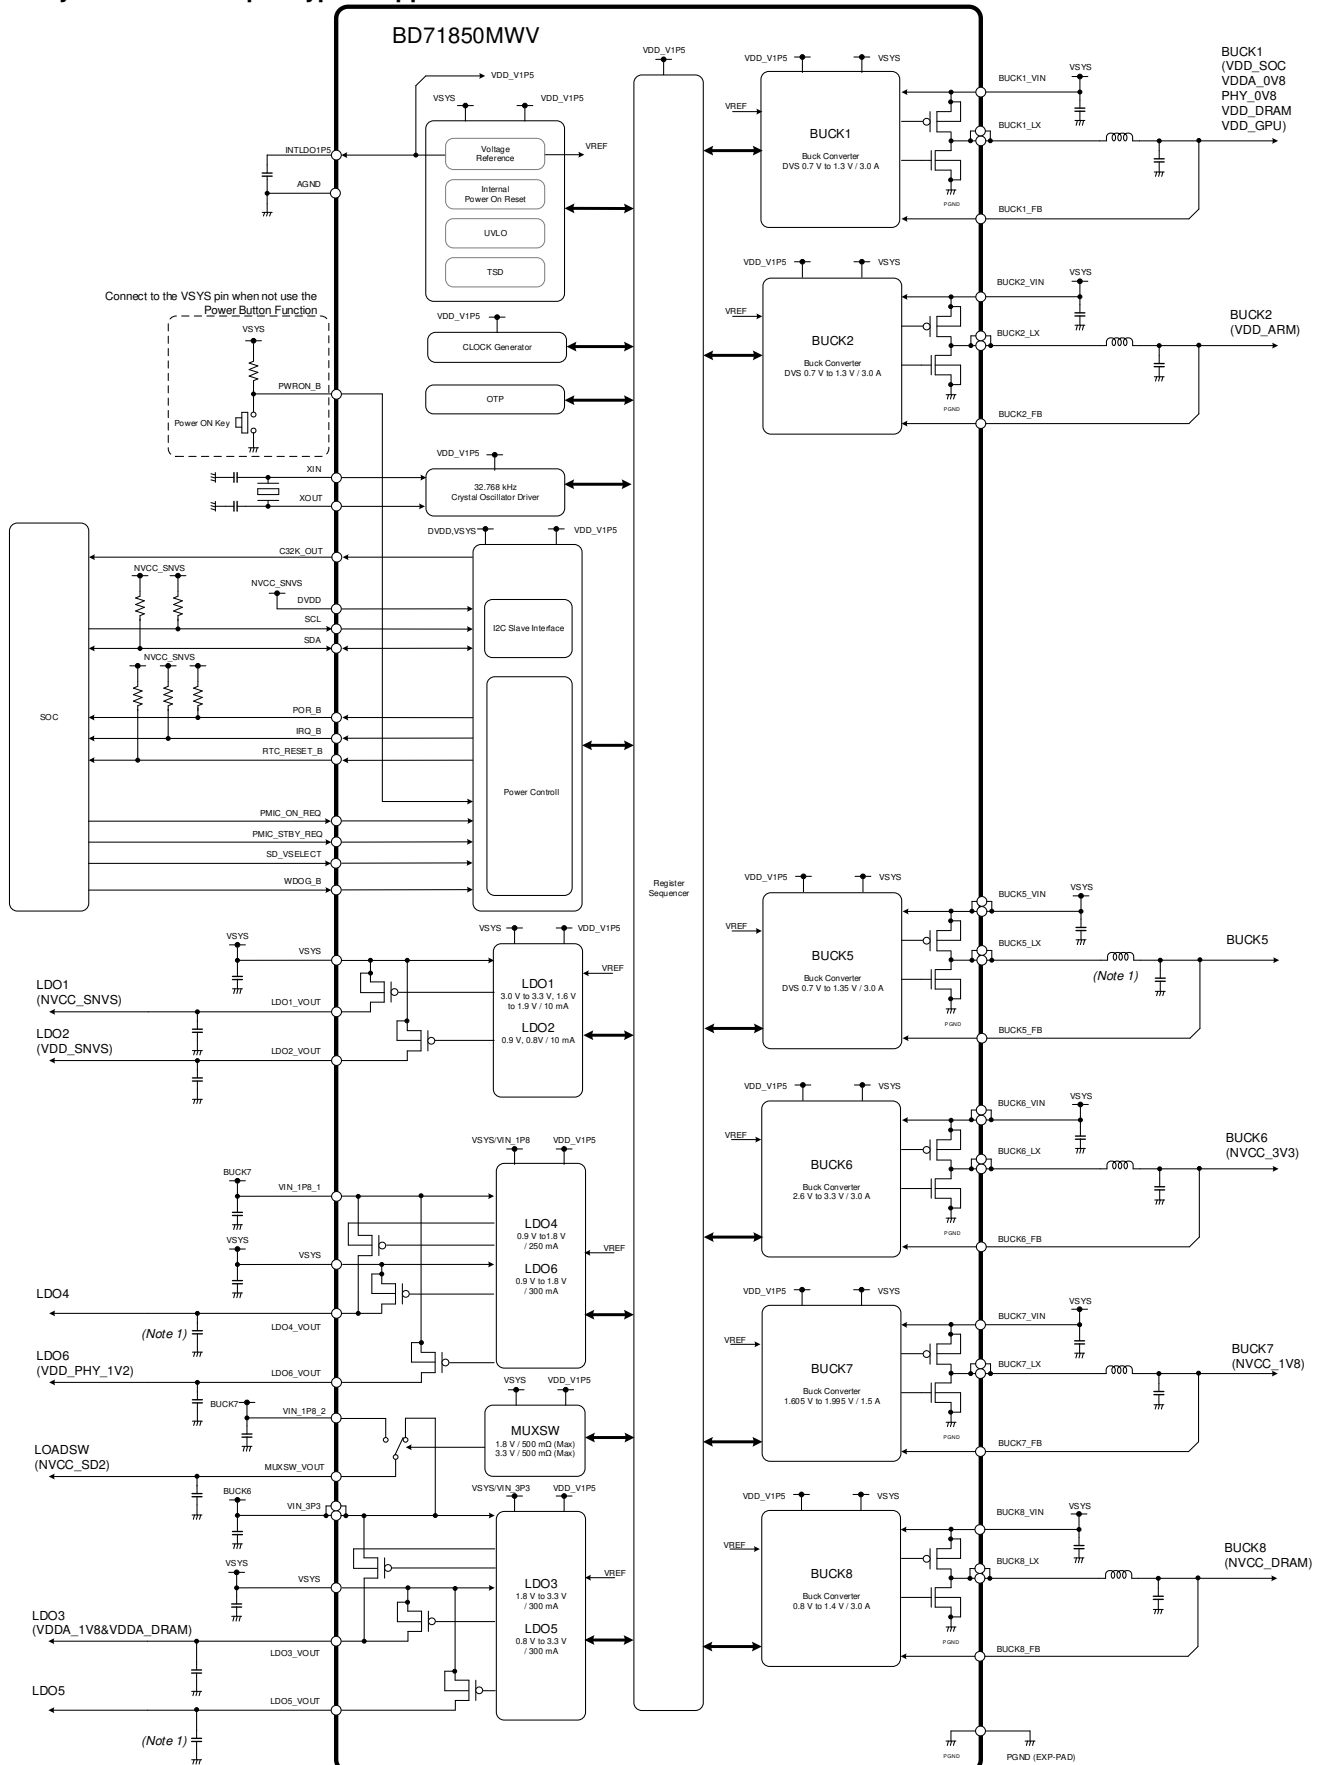 BD71850MWV
VDD_V1P5
VSYS
VDD_V1P5
Voltage
Reference
VREF
Internal
Power On Reset
UVLO
TSD
INTLDO1P5
AGND
Connect to the VSYS pin when not use the
Power Button Function
VSYS
PWRON_B
Power ON Key
VDD_V1P5
CLOCK Generator
OTP
XIN
XOUT
VDD_V1P5
32.768 kHz
Crystal Oscillator Driver
SOC
C32K_OUT
NVCC_SNVS
NVCC_SNVS
DVDD
SCL
SDA
NVCC_SNVS
POR_B
IRQ_B
RTC_RESET_B
PMIC_ON_REQ
PMIC_STBY_REQ
SD_VSELECT
WDOG_B
DVDD,VSYS
VDD_V1P5
I2C Slave Interface
Power Controll
VSYS
VSYS
LDO1
(NVCC_SNVS)
LDO1_VOUT
LDO2
(VDD_SNVS)
LDO2_VOUT
VSYS
VDD_V1P5
VREF
LDO1
3.0 V to 3.3 V, 1.6 V
to 1.9 V / 10 mA
LDO2
0.9 V, 0.8V / 10 mA
BUCK7
VIN_1P8_1
VSYS
VSYS
LDO4
LDO4_VOUT
(Note 1)
LDO6
(VDD_PHY_1V2)
LDO6_VOUT
VSYS/VIN_1P8
VDD_V1P5
LDO4
0.9 V to1.8 V
/ 250 mA
VREF
LDO6
0.9 V to 1.8 V
/ 300 mA
BUCK7
VIN_1P8_2
VSYS
VDD_V1P5
MUXSW
1.8 V / 500 mΩ (Max)
3.3 V / 500 mΩ (Max)
LOADSW
(NVCC_SD2)
MUXSW_VOUT
BUCK6
VIN_3P3
VSYS
VSYS
VSYS/VIN_3P3
VDD_V1P5
VREF
LDO3
1.8 V to 3.3 V
/ 300 mA
LDO5
0.8 V to 3.3 V
/ 300 mA
LDO3
(VDDA_1V8&VDDA_DRAM)
LDO3_VOUT
LDO5
LDO5_VOUT
(Note 1)
VDD_V1P5
Register
Sequencer
VDD_V1P5
VSYS
VREF
BUCK1
Buck Converter
DVS 0.7 V to 1.3 V / 3.0 A
PGND
BUCK1_VIN
VSYS
BUCK1_LX
BUCK1_FB
BUCK1
(VDD_SOC
VDDA_0V8
PHY_0V8
VDD_DRAM
VDD_GPU)
VDD_V1P5
VSYS
VREF
BUCK2
Buck Converter
DVS 0.7 V to 1.3 V / 3.0 A
PGND
BUCK2_VIN
VSYS
BUCK2_LX
BUCK2_FB
BUCK2
(VDD_ARM)
VDD_V1P5
VSYS
VREF
BUCK5
Buck Converter
DVS 0.7 V to 1.35 V / 3.0 A
PGND
BUCK5_VIN
VSYS
BUCK5_LX
(Note 1)
BUCK5_FB
BUCK5
VDD_V1P5
VSYS
VREF
BUCK6
Buck Converter
2.6 V to 3.3 V / 3.0 A
PGND
BUCK6_VIN
VSYS
BUCK6_LX
BUCK6_FB
BUCK6
(NVCC_3V3)
VDD_V1P5
VSYS
VREF
BUCK7
Buck Converter
1.605 V to 1.995 V / 1.5 A
PGND
BUCK7_VIN
VSYS
BUCK7_LX
BUCK7_FB
BUCK7
(NVCC_1V8)
VDD_V1P5
VSYS
VREF
BUCK8
Buck Converter
0.8 V to 1.4 V / 3.0 A
PGND
BUCK8_VIN
VSYS
BUCK8_LX
BUCK8_FB
BUCK8
(NVCC_DRAM)
PGND
PGND (EXP-PAD)